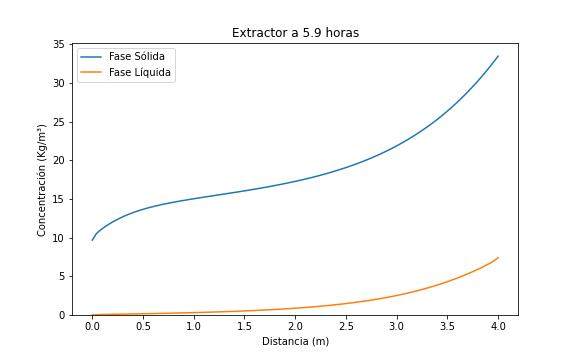 Extractor a 5.9 horas
Fase Sólida
Fase Líquida
Concentración (Kg/m³)
35
30
25
20
15
10
5
0
0.0 0.5 1.0 1.5 2.0 2.5 3.0 3.5 4.0
Distancia (m)